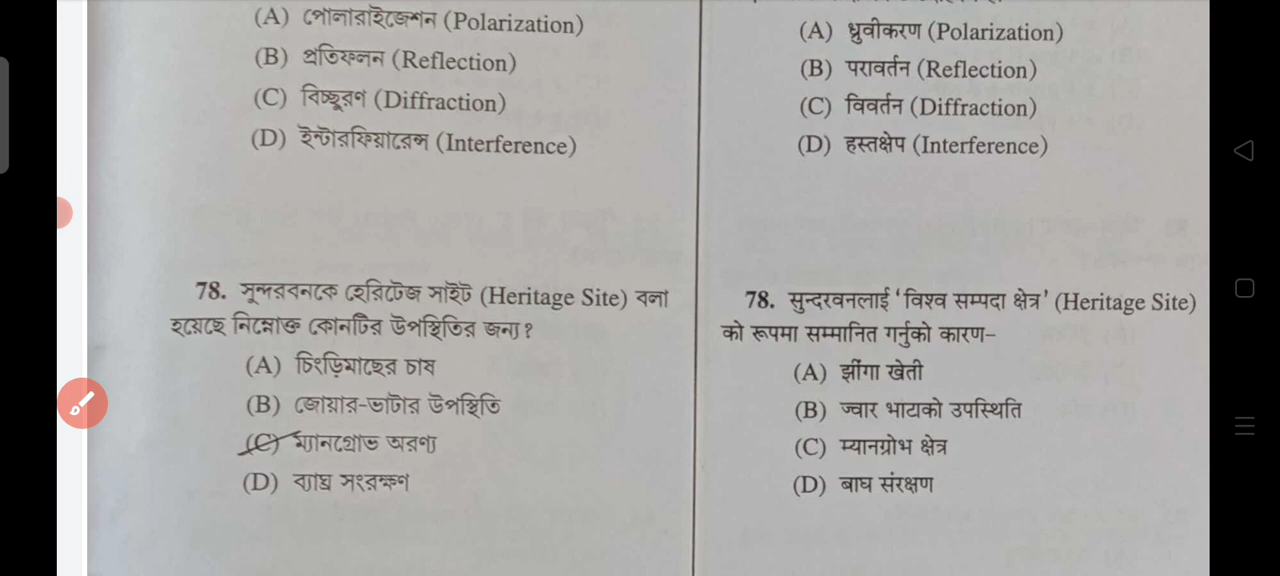 (A) পোলারাইজেশন (Polarization)
(B) প্রতিফলন (Reflection)
(C) বিচ্ছুরণ (Diffraction)
(D) ইন্টারফিয়ারেন্স (Interference)
78. সুন্দরবনকে হেরিটেজ সাইট (Heritage Site) বলা
হয়েছে নিম্নোক্ত কোনটির উপস্থিতির জন্য?
(A) চিংড়িমাছের চাষ
(B) জোয়ার-ভাটার উপস্থিতি
(C) ম্যানগ্রোভ অরণ্য
(D) ব্যাঘ্র সংরক্ষণ
(A) ध्रुवीकरण (Polarization)
(B) परावर्तन (Reflection)
(C) विवर्तन (Diffraction)
(D) हस्तक्षेप (Interference)
78. सुन्दरवनलाई ‘विश्व सम्पदा क्षेत्र’ (Heritage Site)
को रूपमा सम्मानित गर्नुको कारण–
(A) झींगा खेती
(B) ज्वार भाटाको उपस्थिति
(C) म्यानग्रोभ क्षेत्र
(D) बाघ संरक्षण